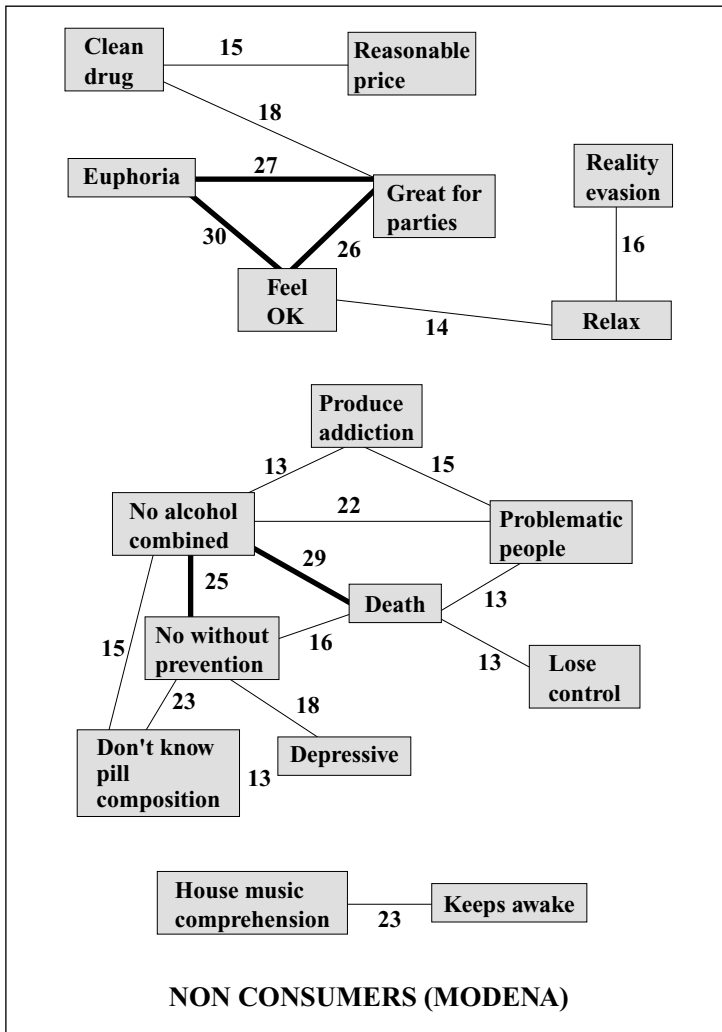 Clean
drug
15
Reasonable
price
18
Euphoria
27
Great for
parties
Reality
evasion
30
26
16
Feel
OK
14
Relax
Produce
addiction
13
15
No alcohol
combined
22
Problematic
people
29
25
Death
13
15
No without
prevention
16
13
Lose
control
23
18
Don't know
pill
composition
13
Depressive
House music
comprehension
23
Keeps awake
NON CONSUMERS (MODENA)